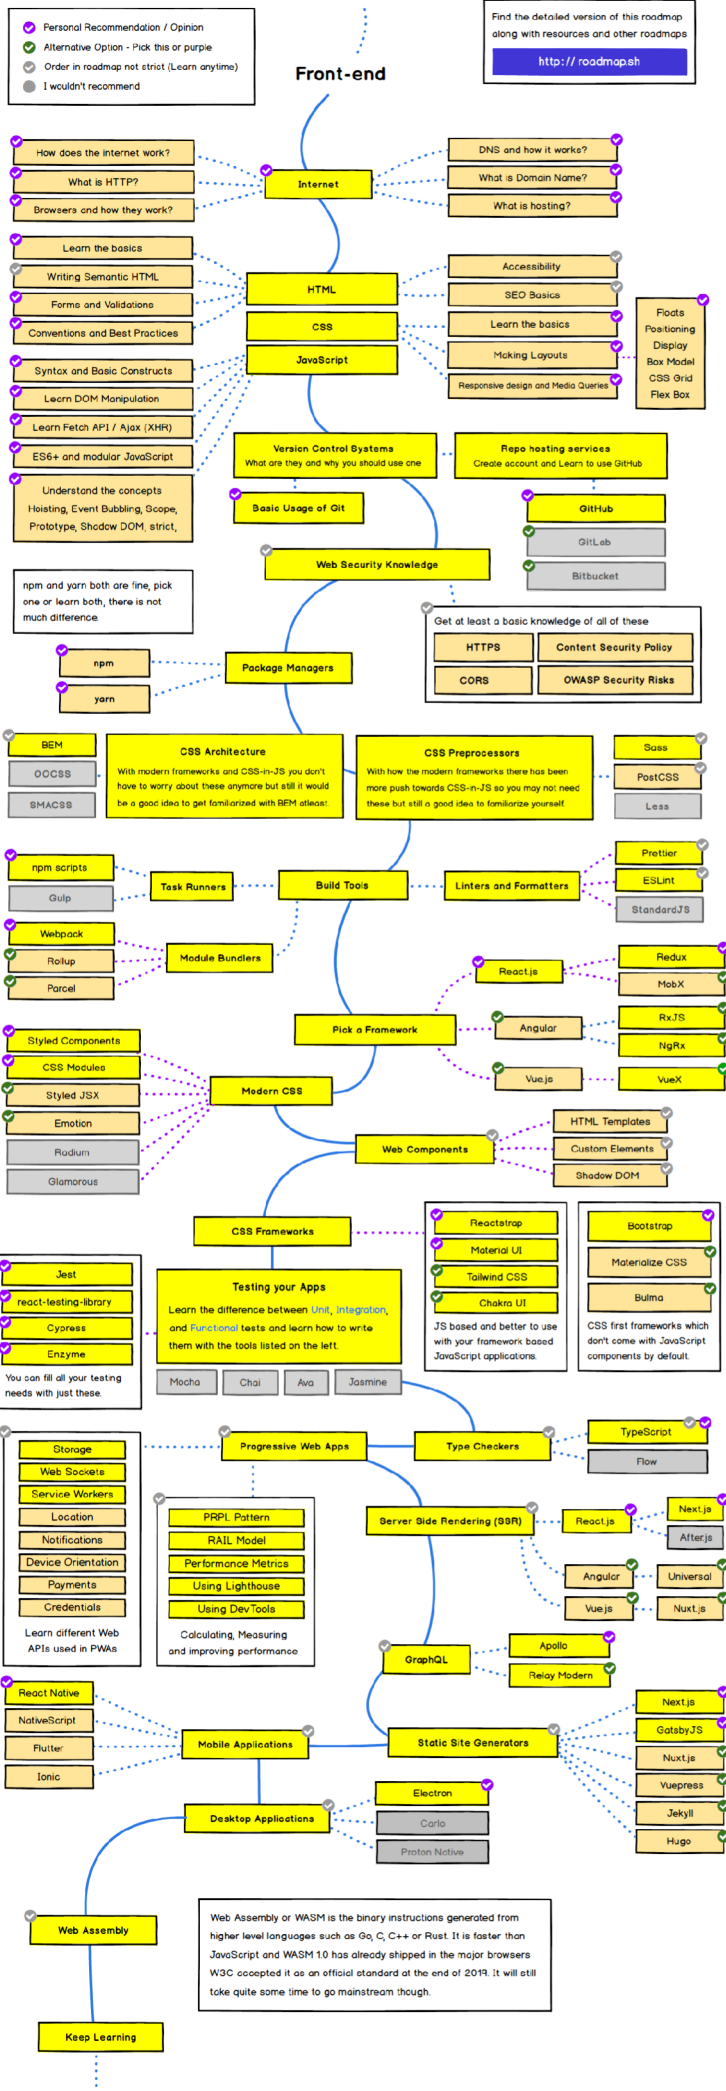 Personal Recommendation / Opinion
Alternative Option - Pick this or purple
Order in roadmap not strict (Learn anytime)
I wouldn't recommend
Find the detailed version of this roadmap
along with resources and other roadmaps
http:// roadmap.sh
Front-end
How does the internet work?
What is HTTP?
Browsers and how they work?
Internet
DNS and how it works?
What is Domain Name?
What is hosting?
Learn the basics
Writing Semantic HTML
Forms and Validations
Conventions and Best Practices
HTML
Accessibility
SEO Basics
CSS
Learn the basics
Making Layouts
Responsive design and Media Queries
Floats
Positioning
Display
Box Model
CSS Grid
Flex Box
JavaScript
Syntax and Basic Constructs
Learn DOM Manipulation
Learn Fetch API / Ajax (XHR)
ES6+ and modular JavaScript
Understand the concepts
Hoisting, Event Bubbling, Scope,
Prototype, Shadow DOM, strict,
Version Control Systems
What are they and why you should use one
Repo hosting services
Create account and Learn to use GitHub
Basic Usage of Git
GitHub
GitLab
Bitbucket
Web Security Knowledge
Get at least a basic knowledge of all of these
HTTPS
Content Security Policy
CORS
OWASP Security Risks
npm and yarn both are fine, pick
one or learn both, there is not
much difference.
npm
yarn
Package Managers
BEM
OOCSS
SMACSS
CSS Architecture
With modern frameworks and CSS-in-JS you don't
have to worry about these anymore but still it would
be a good idea to get familiarized with BEM atleast.
CSS Preprocessors
With how the modern frameworks there has been
more push towards CSS-in-JS so you may not need
these but still a good idea to familiarize yourself.
Sass
PostCSS
Less
npm scripts
Gulp
Task Runners
Build Tools
Linters and Formatters
Prettier
ESLint
StandardJS
Webpack
Rollup
Parcel
Module Bundlers
Pick a Framework
React.js
Redux
MobX
Angular
RxJS
NgRx
Vue.js
VueX
Styled Components
CSS Modules
Styled JSX
Emotion
Radium
Glamorous
Modern CSS
Web Components
HTML Templates
Custom Elements
Shadow DOM
CSS Frameworks
Reactstrap
Material UI
Tailwind CSS
Chakra UI
JS based and better to use
with your framework based
JavaScript applications.
Bootstrap
Materialize CSS
Bulma
CSS first frameworks which
don't come with JavaScript
components by default.
Jest
react-testing-library
Cypress
Enzyme
You can fill all your testing
needs with just these.
Testing your Apps
Learn the difference between Unit, Integration,
and Functional tests and learn how to write
them with the tools listed on the left.
Mocha
Chai
Ava
Jasmine
Progressive Web Apps
Type Checkers
TypeScript
Flow
Storage
Web Sockets
Service Workers
Location
Notifications
Device Orientation
Payments
Credentials
Learn different Web
APIs used in PWAs
PRPL Pattern
RAIL Model
Performance Metrics
Using Lighthouse
Using DevTools
Calculating, Measuring
and improving performance
Server Side Rendering (SSR)
React.js
Next.js
After.js
Angular
Universal
Vue.js
Nuxt.js
GraphQL
Apollo
Relay Modern
React Native
NativeScript
Flutter
Ionic
Mobile Applications
Static Site Generators
Next.js
GatsbyJS
Nuxt.js
Vuepress
Jekyll
Hugo
Desktop Applications
Electron
Carlo
Proton Native
Web Assembly
Web Assembly or WASM is the binary instructions generated from
higher level languages such as Go, C, C++ or Rust. It is faster than
JavaScript and WASM 1.0 has already shipped in the major browsers
W3C accepted it as an official standard at the end of 2019. It will still
take quite some time to go mainstream though.
Keep Learning